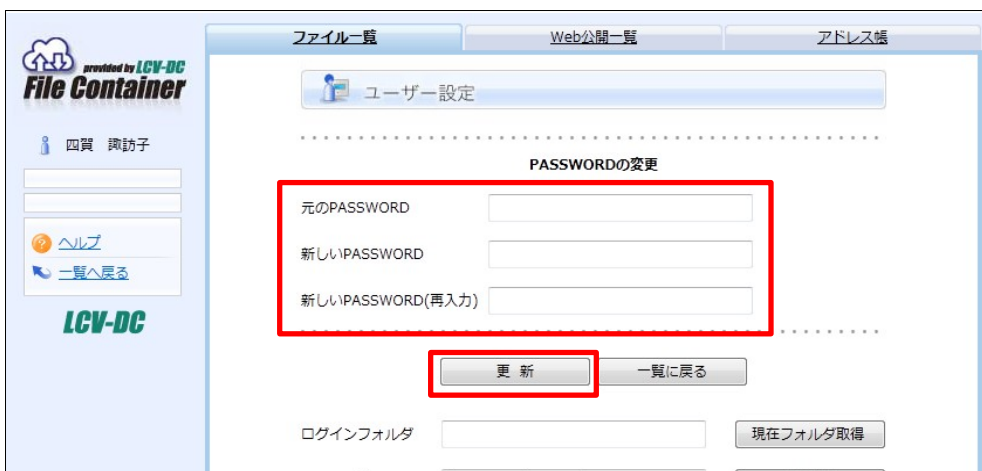 ファイル一覧 Web公開一覧 アドレス帳
provided by LCV-DC
File Container
四賀 諏訪子
ヘルプ
一覧へ戻る
LCV-DC
ユーザー設定
PASSWORDの変更
元のPASSWORD
新しいPASSWORD
新しいPASSWORD(再入力)
更 新 一覧に戻る
ログインフォルダ 現在フォルダ取得